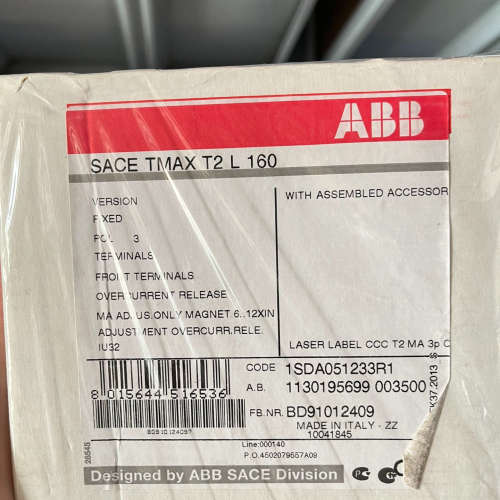 ABB
SACE TMAX T2 L 160
VERSION
FIXED
POL 3
TERMINALS
FRONT TERMINALS
OVERCURRENT RELEASE
MA ADJUS.ONLY MAGNET.6..12XIN
ADJUSTMENT OVERCURR.RELE.
IU32
WITH ASSEMBLED ACCESSOR
LASER LABEL CCC T2 MA 3p C
CODE 1SDA051233R1
A.B. 1130195699 003500
FB.NR. BD91012409
MADE IN ITALY - ZZ
10041845
8 015644 516536
Line:000140
P.O.4502079557A09
Designed by ABB SACE Division